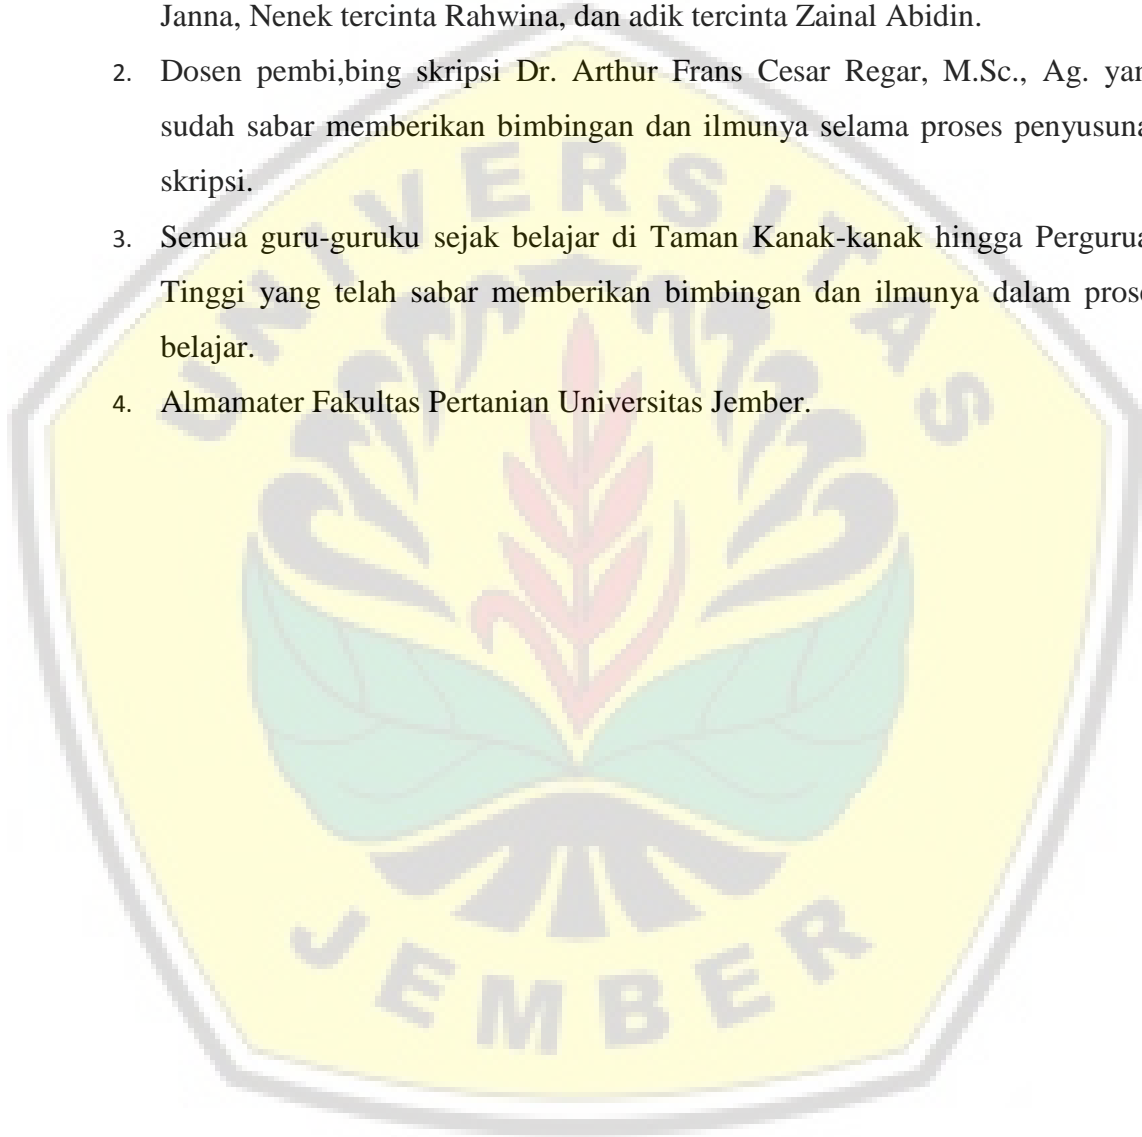 Janna, Nenek tercinta Rahwina, dan adik tercinta Zainal Abidin.
2. Dosen pembi,bing skripsi Dr. Arthur Frans Cesar Regar, M.Sc., Ag. yan
sudah sabar memberikan bimbingan dan ilmunya selama proses penyusuna
skripsi.
3. Semua guru-guruku sejak belajar di Taman Kanak-kanak hingga Pergurua
Tinggi yang telah sabar memberikan bimbingan dan ilmunya dalam prose
belajar.
4. Almamater Fakultas Pertanian Universitas Jember.
UNIVERSITAS
JEMBER